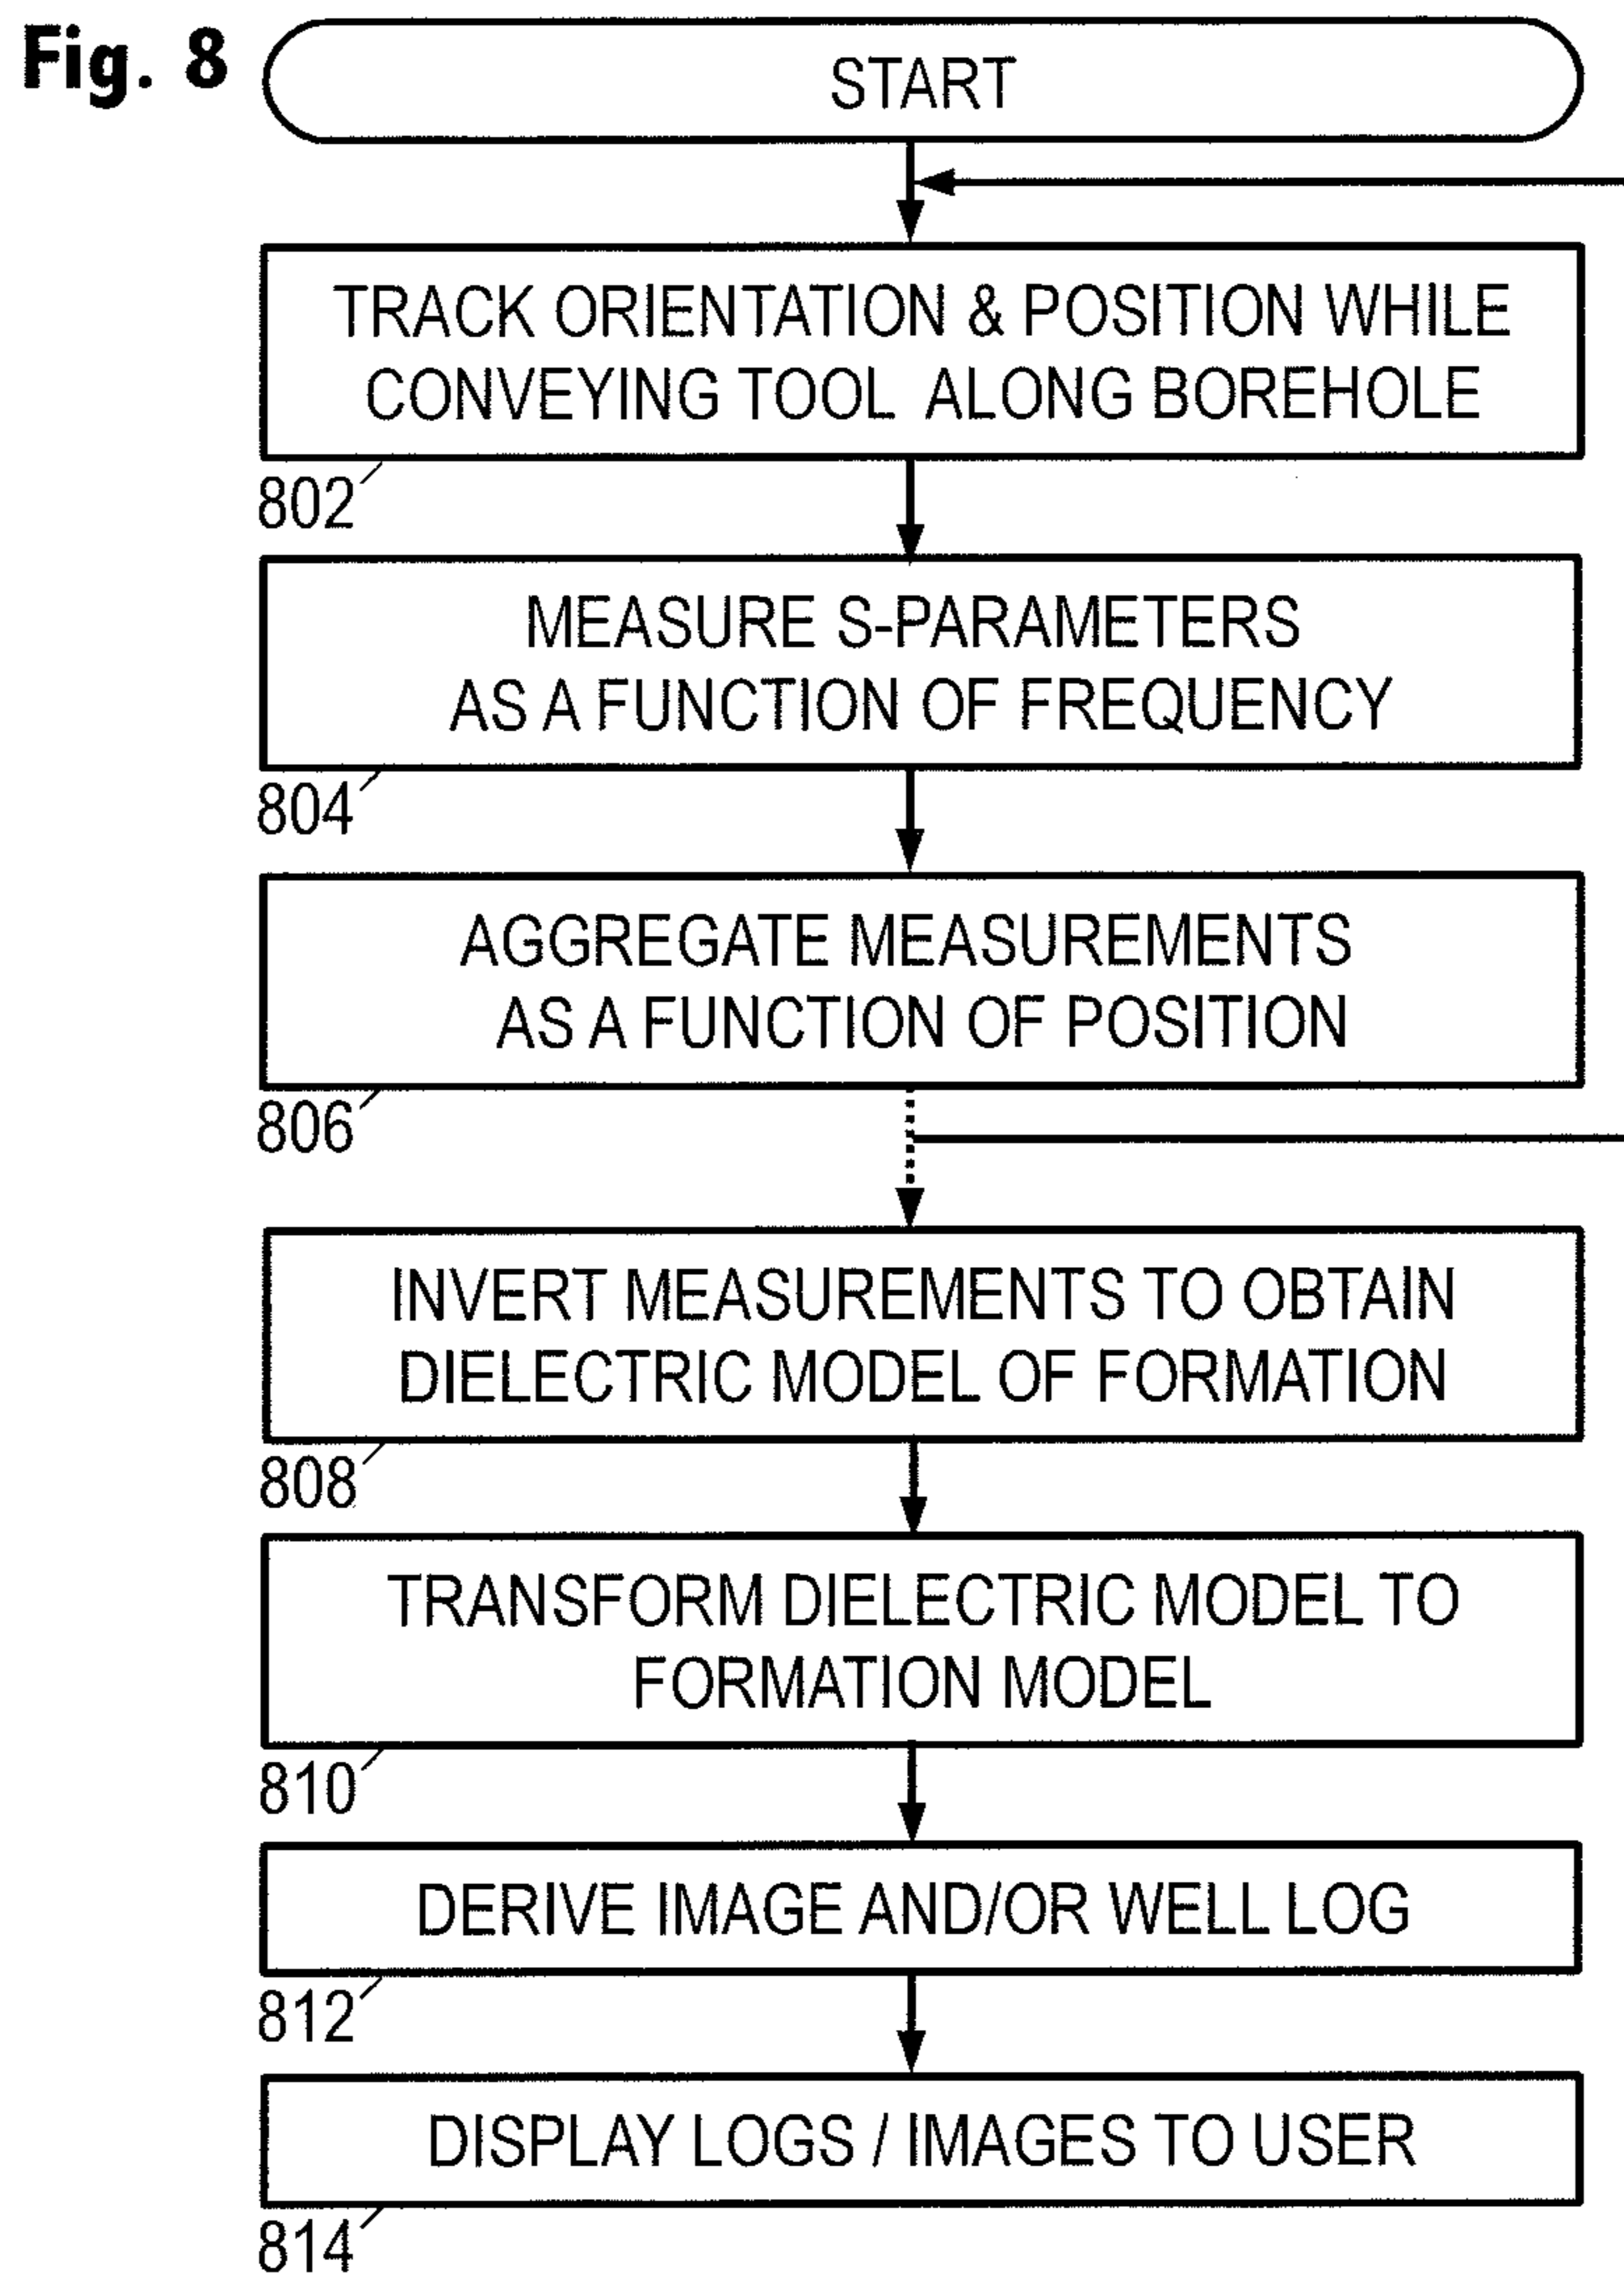 Fig. 8
START
TRACK ORIENTATION & POSITION WHILE
CONVEYING TOOL ALONG BOREHOLE
802
MEASURE S-PARAMETERS
AS A FUNCTION OF FREQUENCY
804
AGGREGATE MEASUREMENTS
AS A FUNCTION OF POSITION
806
INVERT MEASUREMENTS TO OBTAIN
DIELECTRIC MODEL OF FORMATION
808
TRANSFORM DIELECTRIC MODEL TO
FORMATION MODEL
810
DERIVE IMAGE AND/OR WELL LOG
812
DISPLAY LOGS / IMAGES TO USER
814